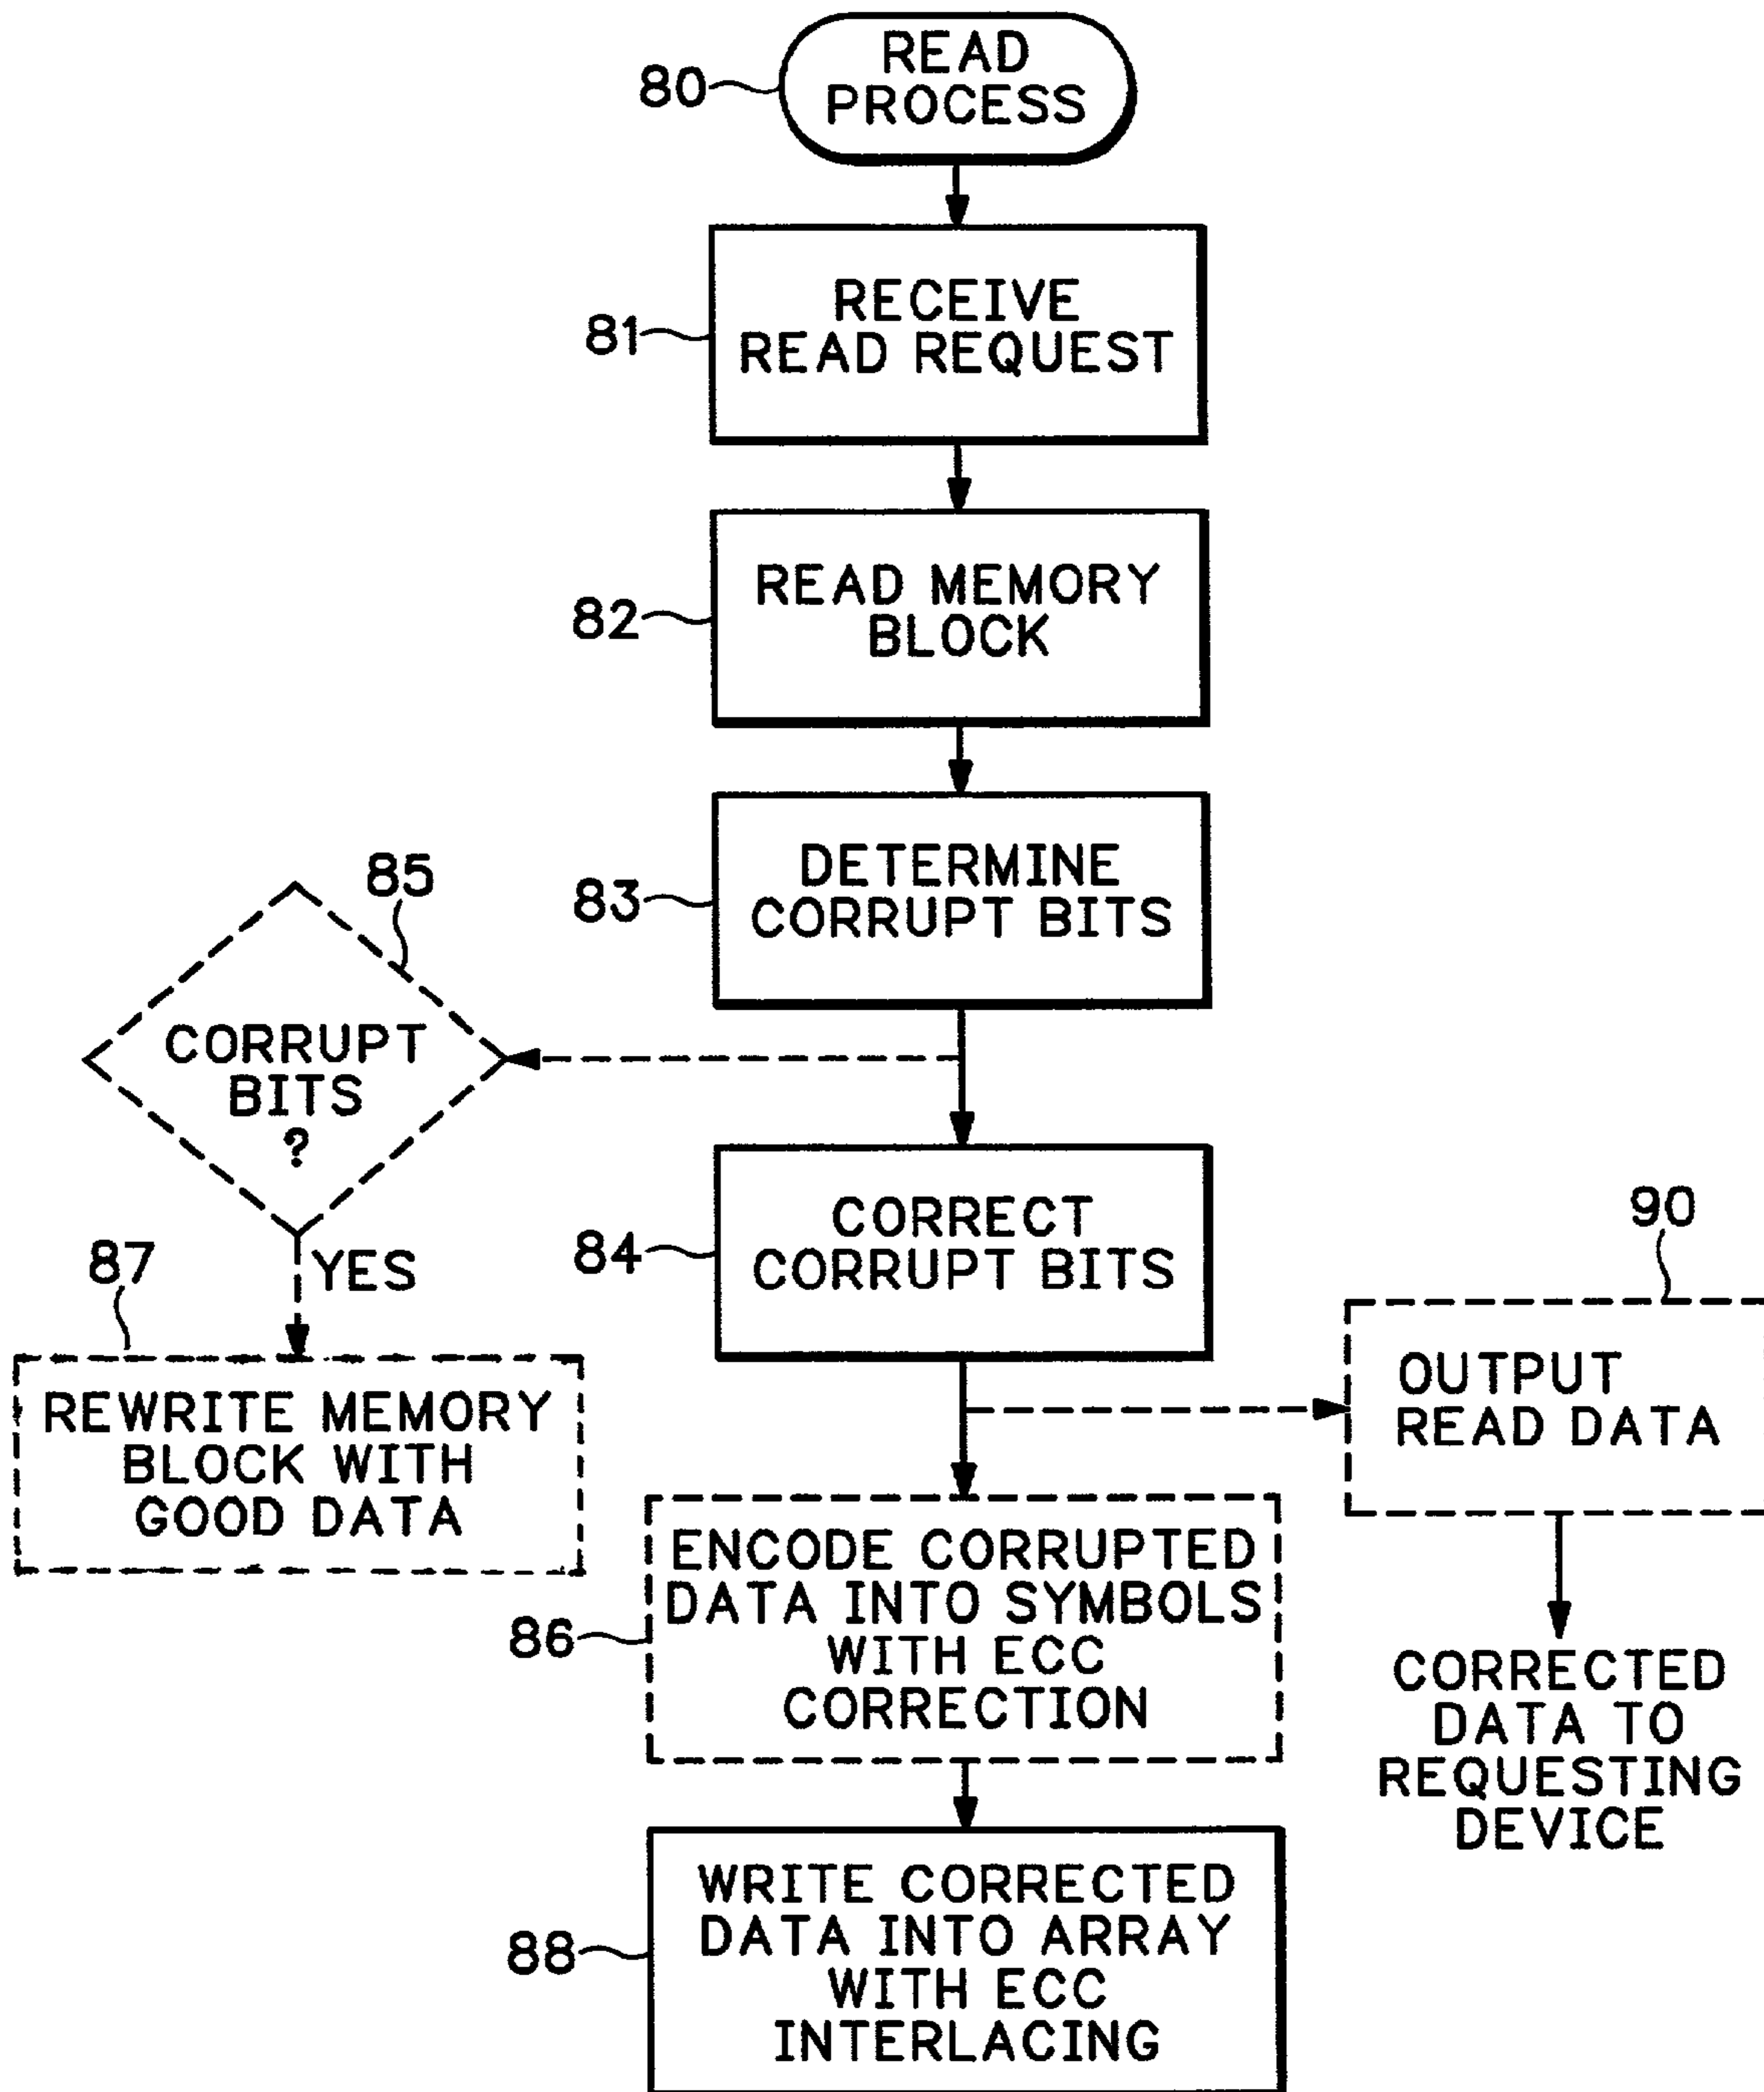 80
READ
PROCESS
81
RECEIVE
READ REQUEST
82
READ MEMORY
BLOCK
83
DETERMINE
CORRUPT BITS
85
CORRUPT
BITS
?
YES
84
CORRECT
CORRUPT BITS
87
REWRITE MEMORY
BLOCK WITH
GOOD DATA
90
OUTPUT
READ DATA
CORRECTED
DATA TO
REQUESTING
DEVICE
86
ENCODE CORRUPTED
DATA INTO SYMBOLS
WITH ECC
CORRECTION
88
WRITE CORRECTED
DATA INTO ARRAY
WITH ECC
INTERLACING